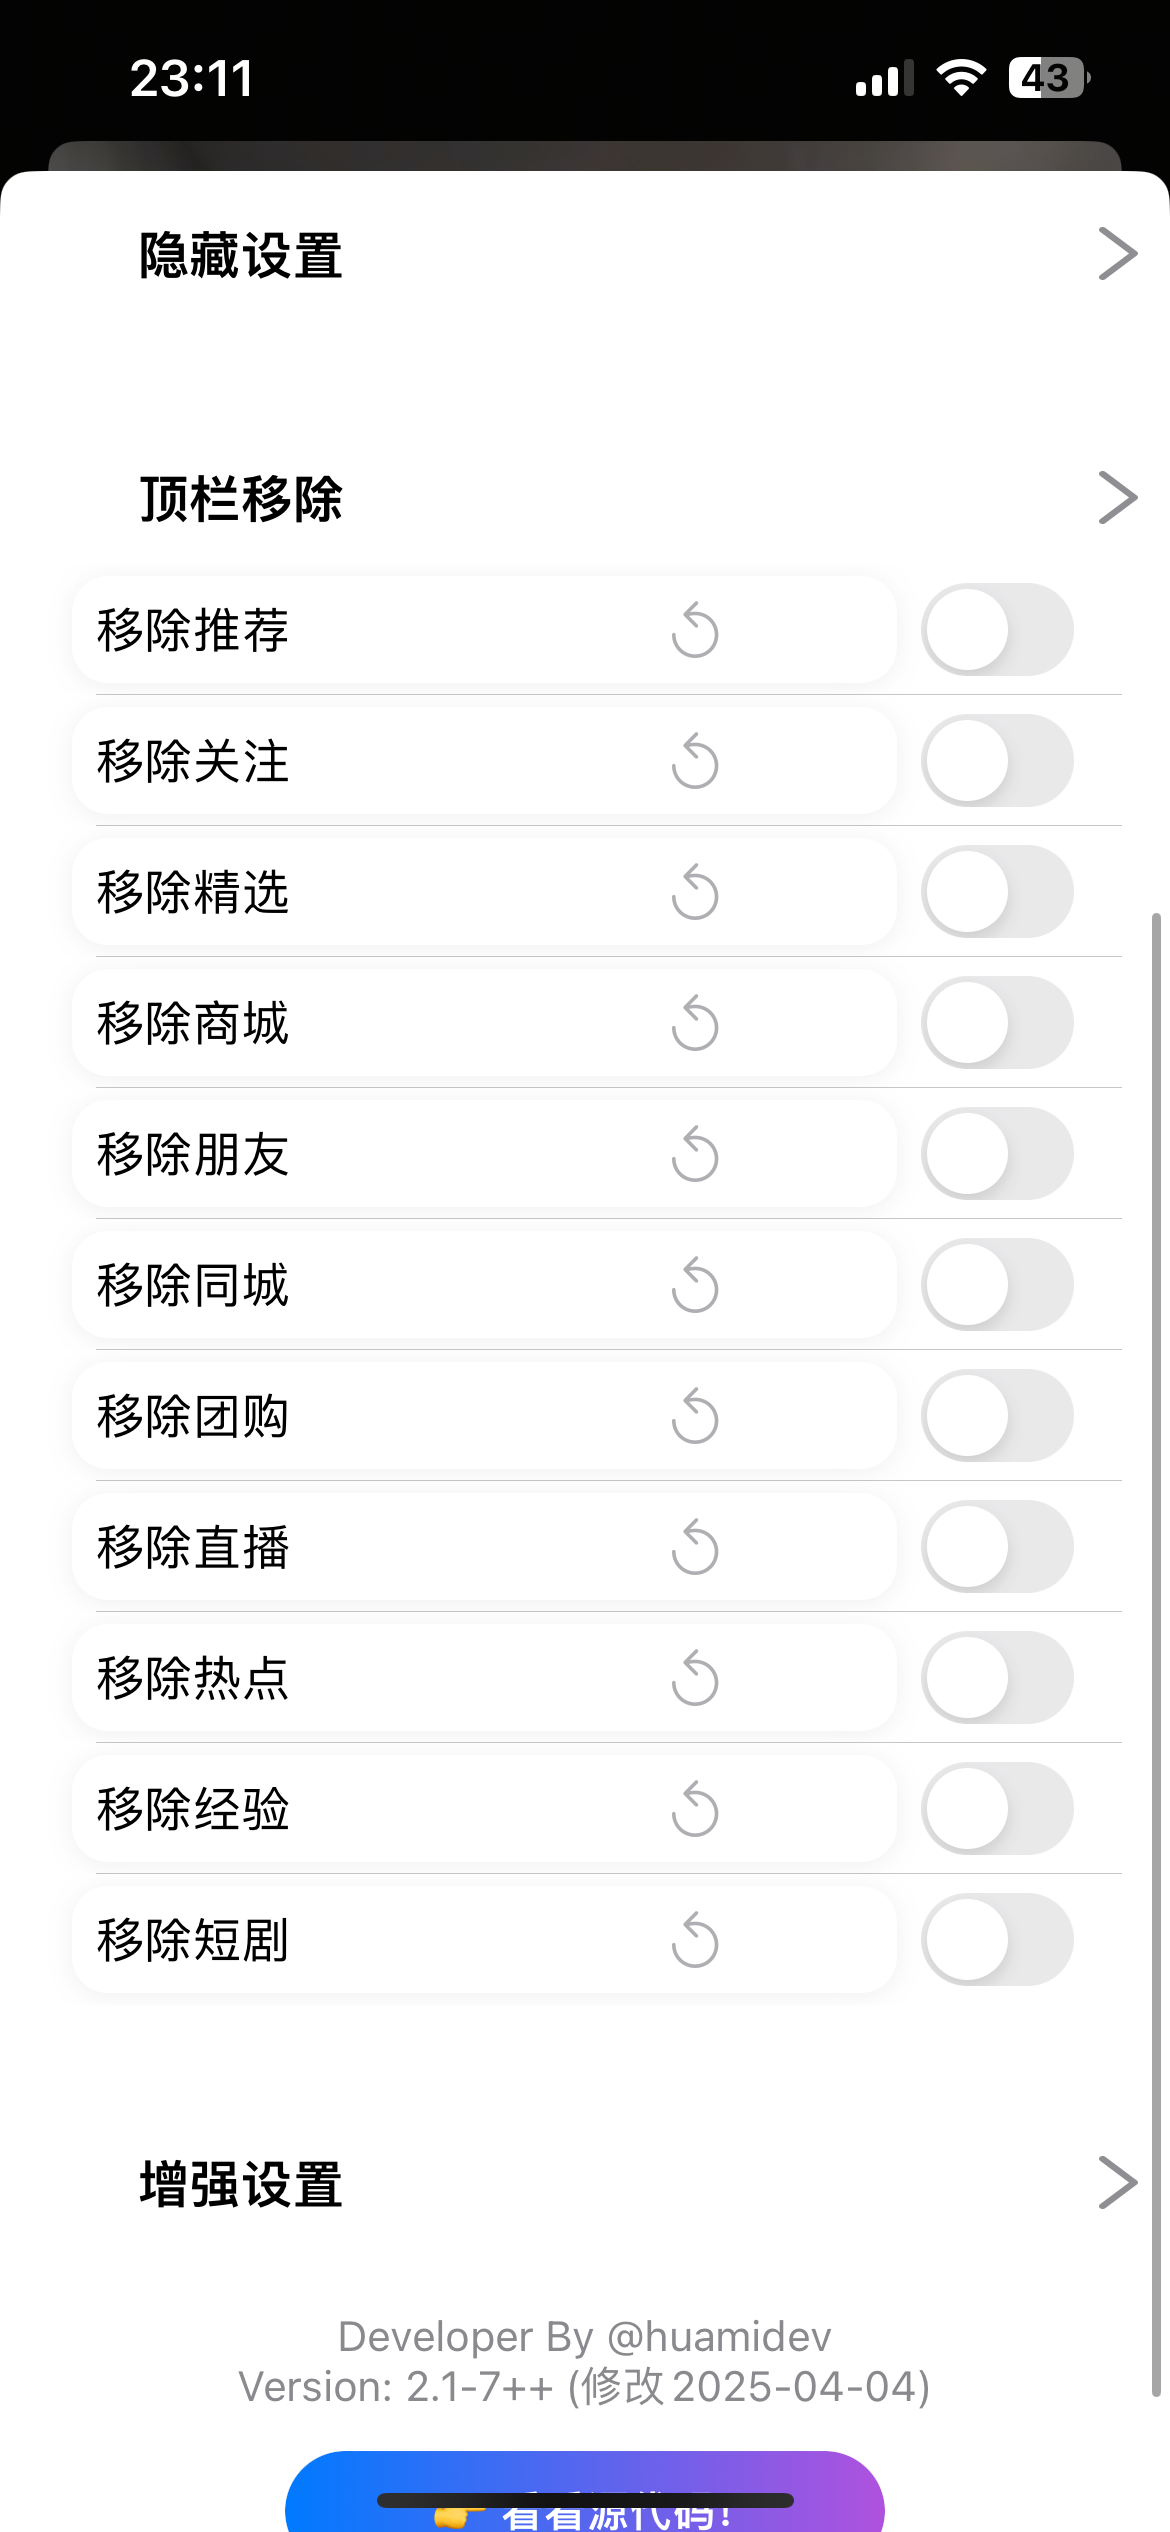 23:11
43
隐藏设置
顶栏移除
移除推荐
移除关注
移除精选
移除商城
移除朋友
移除同城
移除团购
移除直播
移除热点
移除经验
移除短剧
增强设置
Developer By @huamidev
Version: 2.1-7++ (修改 2025-04-04)
👉 看看源代码!